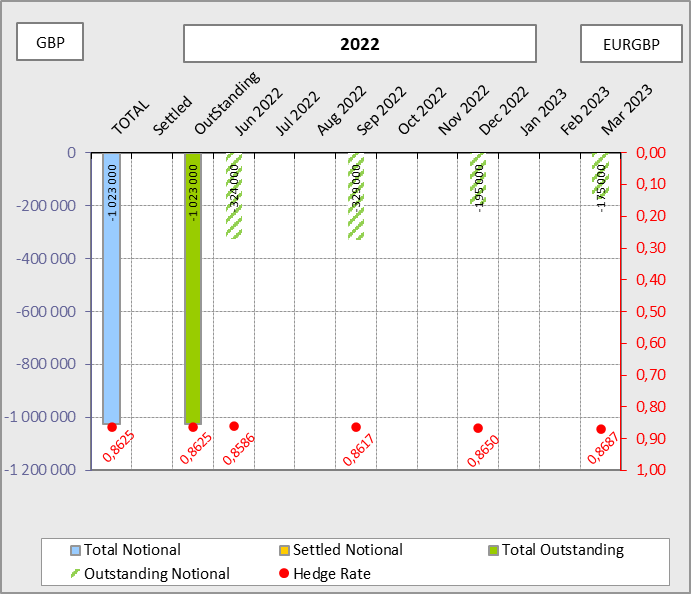 GBP
2022
EURGBP
TOTAL
Settled
OutStanding
Jun 2022
Jul 2022
Aug 2022
Sep 2022
Oct 2022
Nov 2022
Dec 2022
Jan 2023
Feb 2023
Mar 2023
0
-200 000
-400 000
-600 000
-800 000
-1 000 000
-1 200 000
0,00
0,10
0,20
0,30
0,40
0,50
0,60
0,70
0,80
0,90
1,00
-1 023 000
-1 023 000
-324 000
-329 000
-195 000
-175 000
0,8625
0,8625
0,8586
0,8617
0,8650
0,8687
Total Notional
Settled Notional
Total Outstanding
Outstanding Notional
Hedge Rate